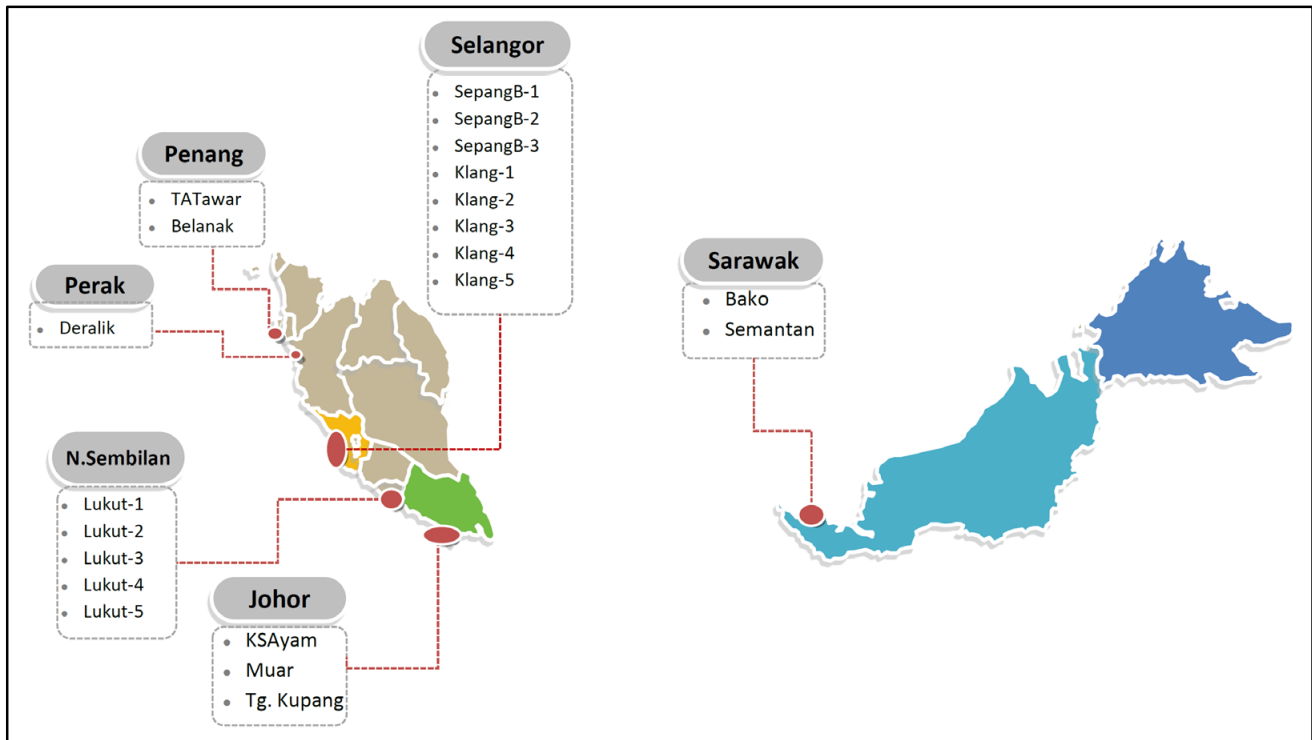 Selangor
SepangB-1
SepangB-2
SepangB-3
Klang-1
Klang-2
Klang-3
Klang-4
Klang-5
Penang
TATawar
Belanak
Perak
Deralik
N.Sembilan
Lukut-1
Lukut-2
Lukut-3
Lukut-4
Lukut-5
Johor
KSAyam
Muar
Tg. Kupang
Sarawak
Bako
Semantan